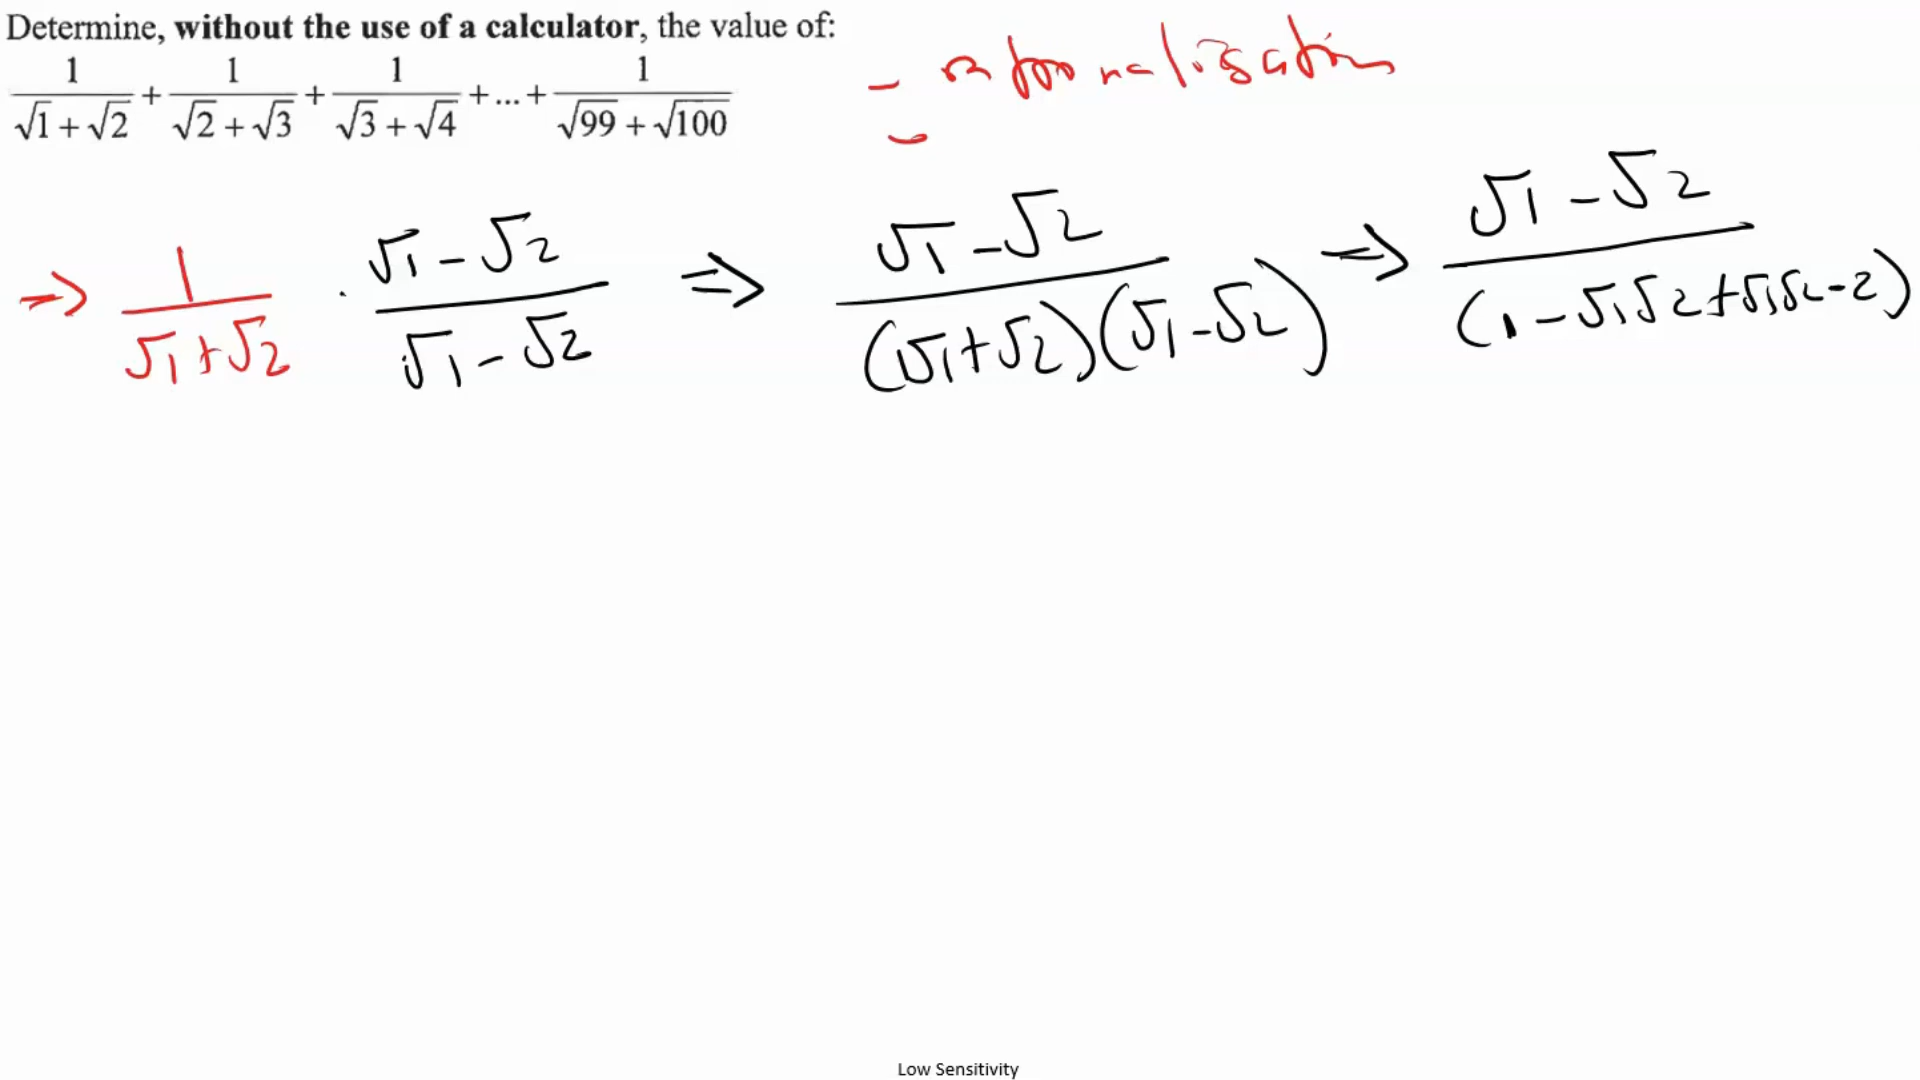 Determine, without the use of a calculator, the value of:
1/(√1+√2) + 1/(√2+√3) + 1/(√3+√4) + ... + 1/(√99+√100)
- rationalization
-
⇒ 1/(√1+√2) · (√1-√2)/(√1-√2) ⇒ (√1-√2)/((√1+√2)(√1-√2)) ⇒ (√1-√2)/(1-√1√2+√1√2-2)
Low Sensitivity